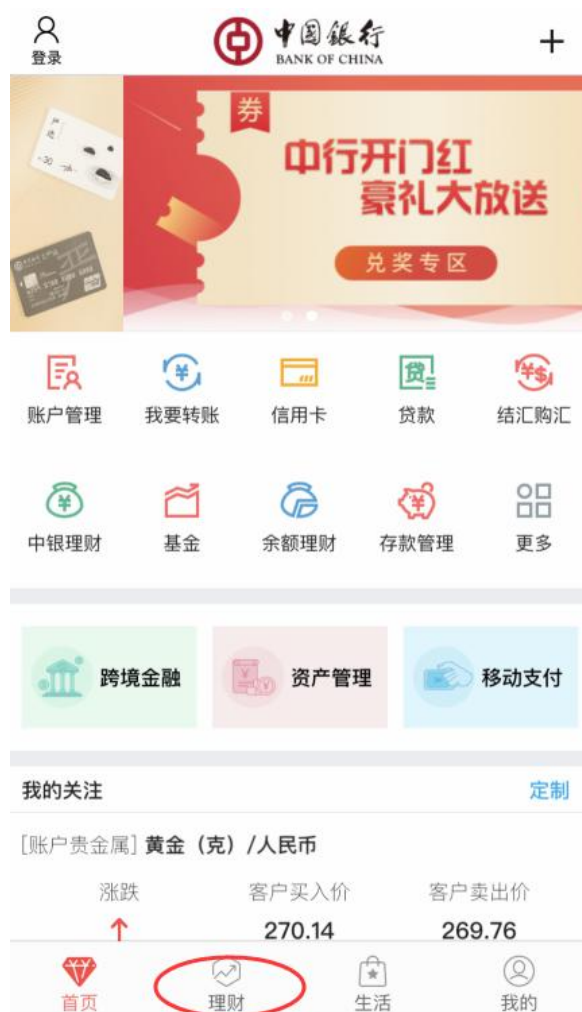 登录
中国银行
BANK OF CHINA
券
中行开门红
豪礼大放送
兑奖专区
账户管理
我要转账
信用卡
贷款
结汇购汇
中银理财
基金
余额理财
存款管理
更多
跨境金融
资产管理
移动支付
我的关注
定制
[账户贵金属] 黄金（克）/人民币
涨跌
客户买入价
客户卖出价
↑
270.14
269.76
首页
理财
生活
我的